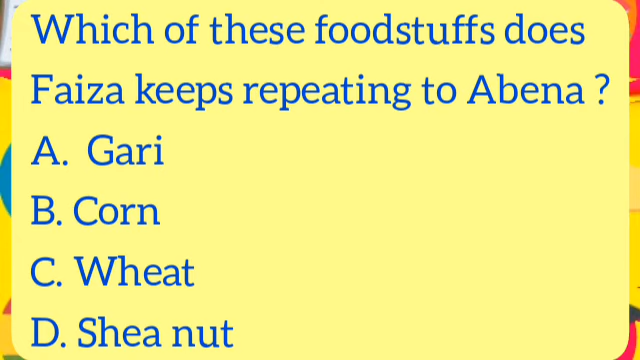 Which of these foodstuffs does
Faiza keeps repeating to Abena ?
A. Gari
B. Corn
C. Wheat
D. Shea nut